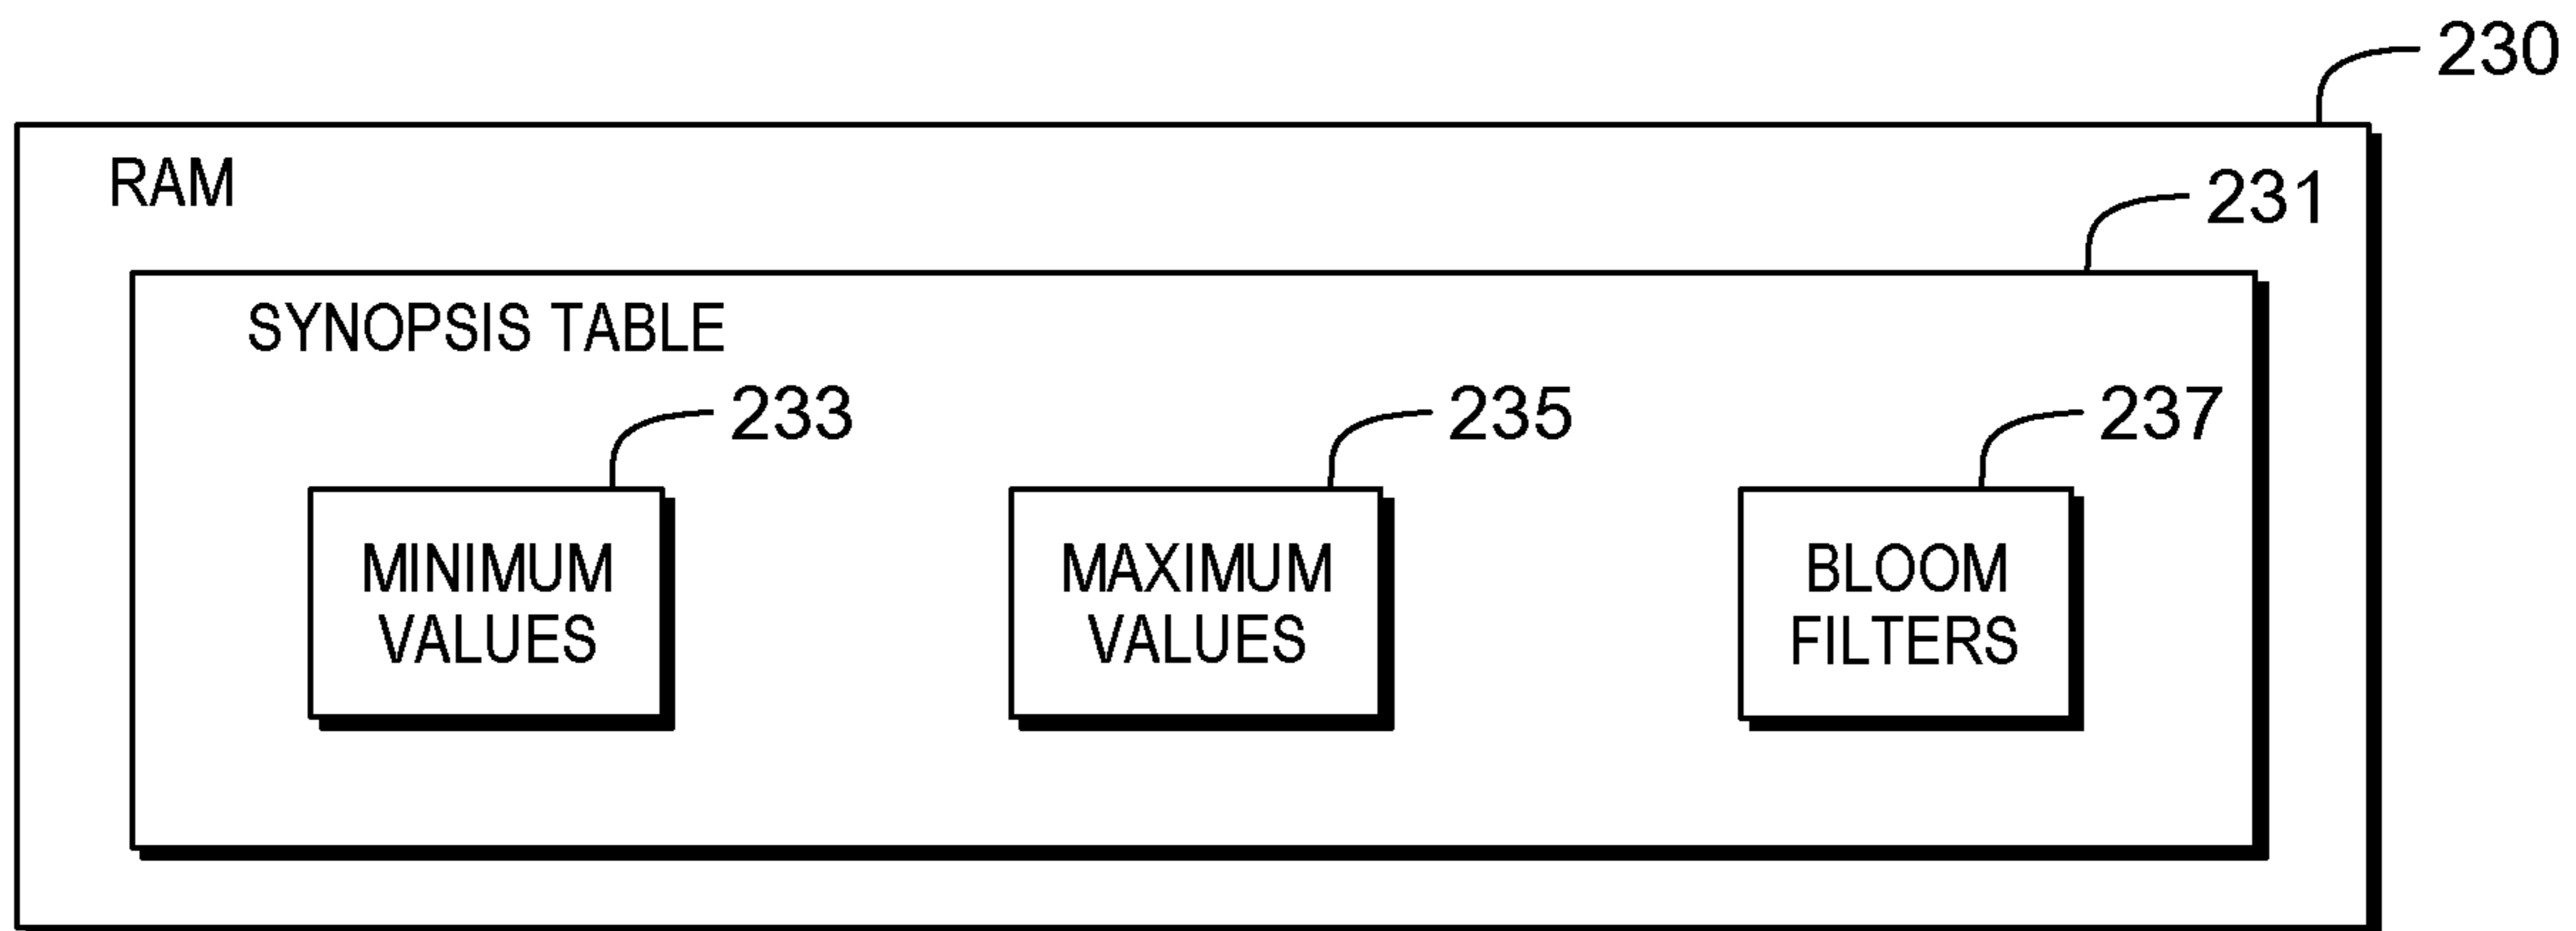 230
RAM
231
SYNOPSIS TABLE
233
235
237
MINIMUM
VALUES
MAXIMUM
VALUES
BLOOM
FILTERS